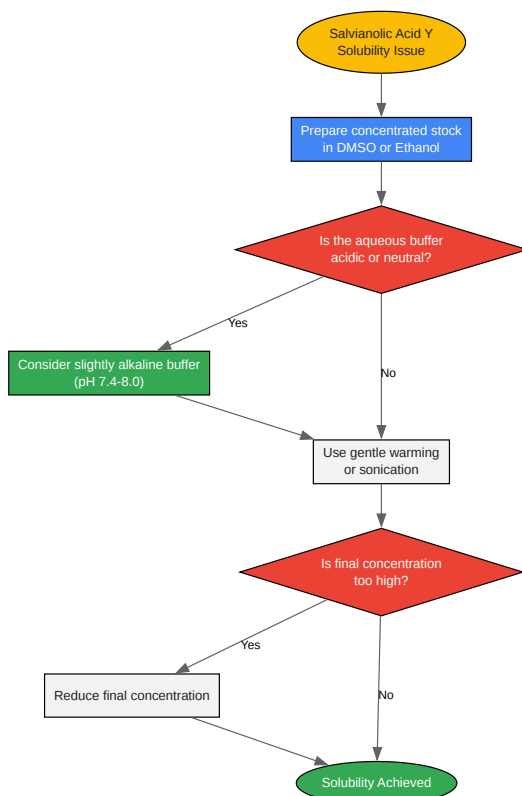 Salvianolic Acid Y
Solubility Issue
Prepare concentrated stock
in DMSO or Ethanol
Is the aqueous buffer
acidic or neutral?
Yes
Consider slightly alkaline buffer
(pH 7.4-8.0)
No
Use gentle warming
or sonication
Is final concentration
too high?
Yes
Reduce final concentration
No
Solubility Achieved